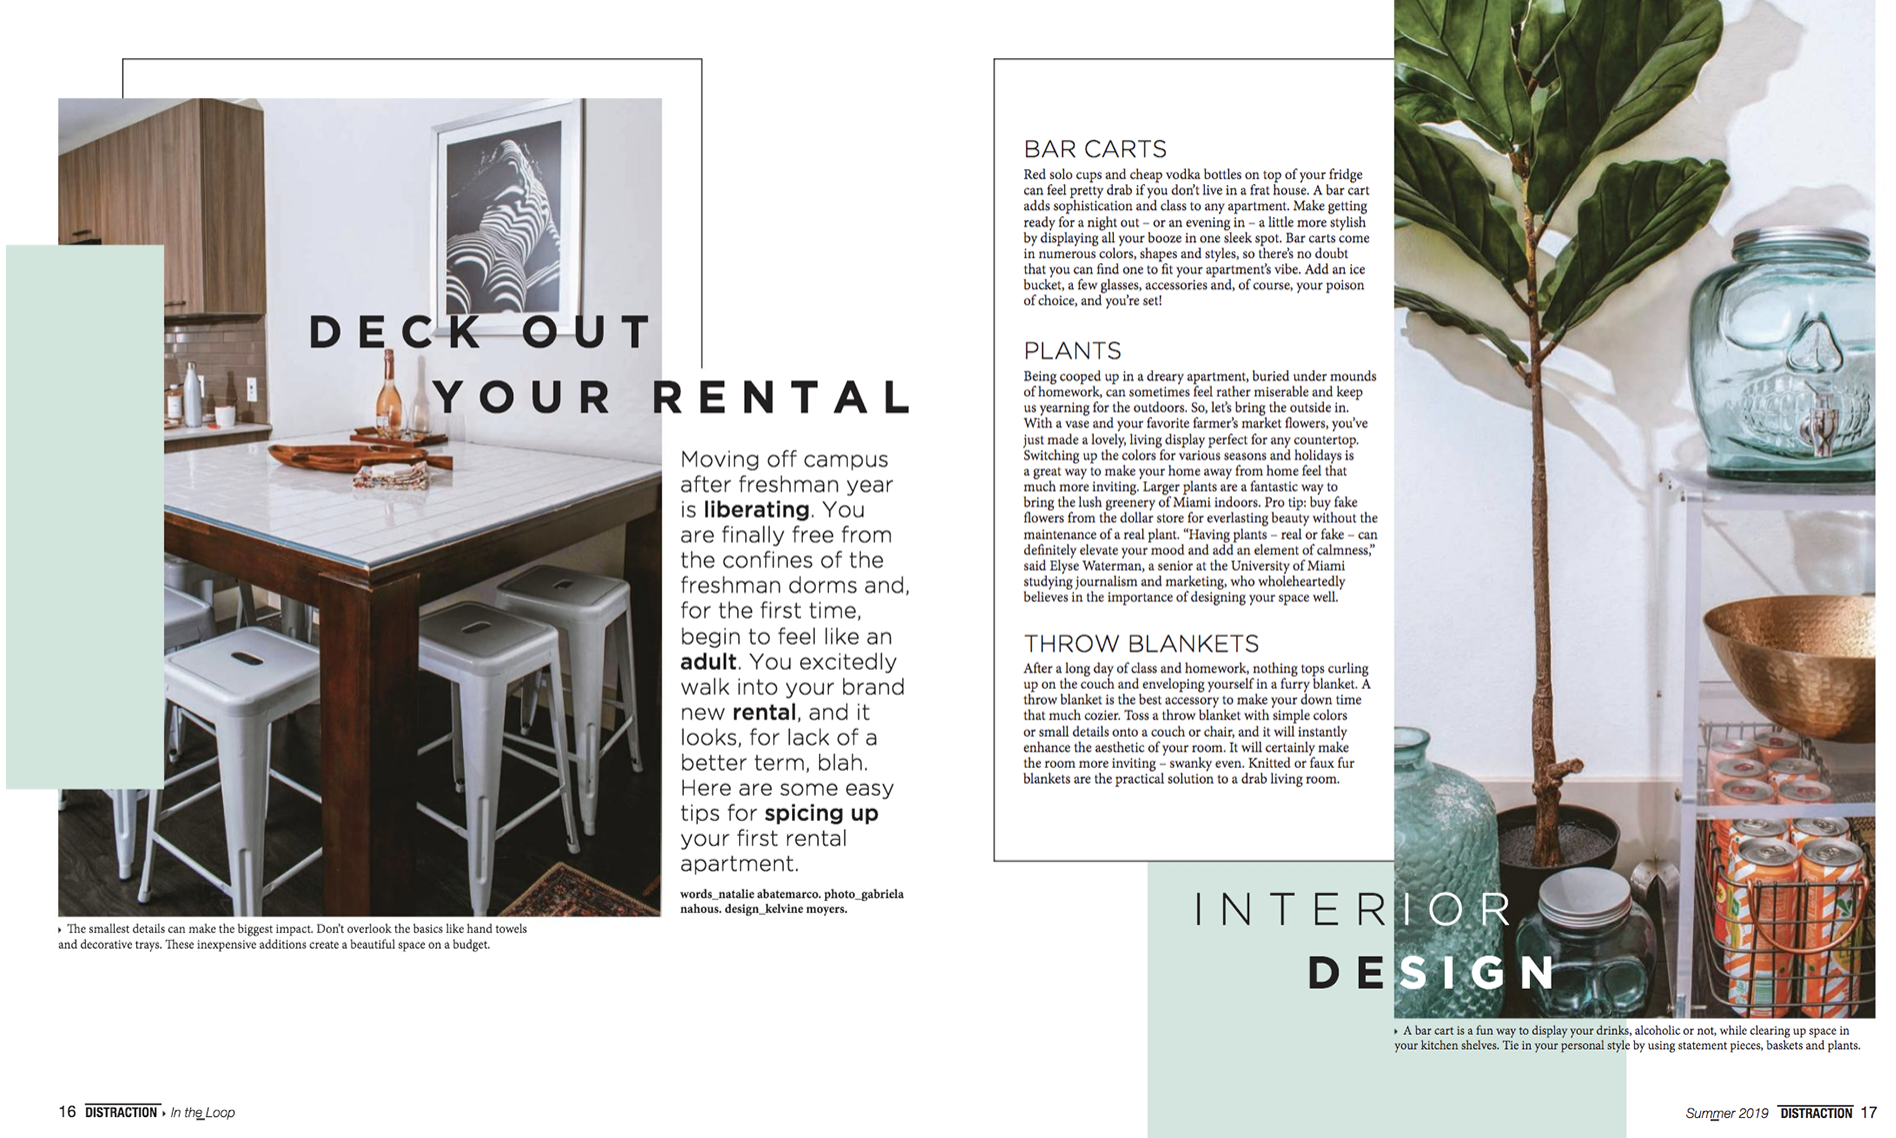 DECK OUT
YOUR RENTAL
Moving off campus
after freshman year
is liberating. You
are finally free from
the confines of the
freshman dorms and,
for the first time,
begin to feel like an
adult. You excitedly
walk into your brand
new rental, and it
looks, for lack of a
better term, blah.
Here are some easy
tips for spicing up
your first rental
apartment.
words_natalie abatemarco. photo_gabriela
nahous. design_kelvine moyers.
The smallest details can make the biggest impact. Don't overlook the basics like hand towels
and decorative trays. These inexpensive additions create a beautiful space on a budget.
16 DISTRACTION In the Loop
BAR CARTS
Red solo cups and cheap vodka bottles on top of your fridge
can feel pretty drab if you don't live in a frat house. A bar cart
adds sophistication and class to any apartment. Make getting
ready for a night out – or an evening in – a little more stylish
by displaying all your booze in one sleek spot. Bar carts come
in numerous colors, shapes and styles, so there's no doubt
that you can find one to fit your apartment's vibe. Add an ice
bucket, a few glasses, accessories and, of course, your poison
of choice, and you're set!
PLANTS
Being cooped up in a dreary apartment, buried under mounds
of homework, can sometimes feel rather miserable and keep
us yearning for the outdoors. So, let's bring the outside in.
With a vase and your favorite farmer's market flowers, you've
just made a lovely, living display perfect for any countertop.
Switching up the colors for various seasons and holidays is
a great way to make your home away from home feel that
much more inviting. Larger plants are a fantastic way to
bring the lush greenery of Miami indoors. Pro tip: buy fake
flowers from the dollar store for everlasting beauty without the
maintenance of a real plant. “Having plants – real or fake – can
definitely elevate your mood and add an element of calmness,”
said Elyse Waterman, a senior at the University of Miami
studying journalism and marketing, who wholeheartedly
believes in the importance of designing your space well.
THROW BLANKETS
After a long day of class and homework, nothing tops curling
up on the couch and enveloping yourself in a furry blanket. A
throw blanket is the best accessory to make your down time
that much cozier. Toss a throw blanket with simple colors
or small details onto a couch or chair, and it will instantly
enhance the aesthetic of your room. It will certainly make
the room more inviting – swanky even. Knitted or faux fur
blankets are the practical solution to a drab living room.
INTERIOR
DESIGN
A bar cart is a fun way to display your drinks, alcoholic or not, while clearing up space in
your kitchen shelves. Tie in your personal style by using statement pieces, baskets and plants.
Summer 2019 DISTRACTION 17